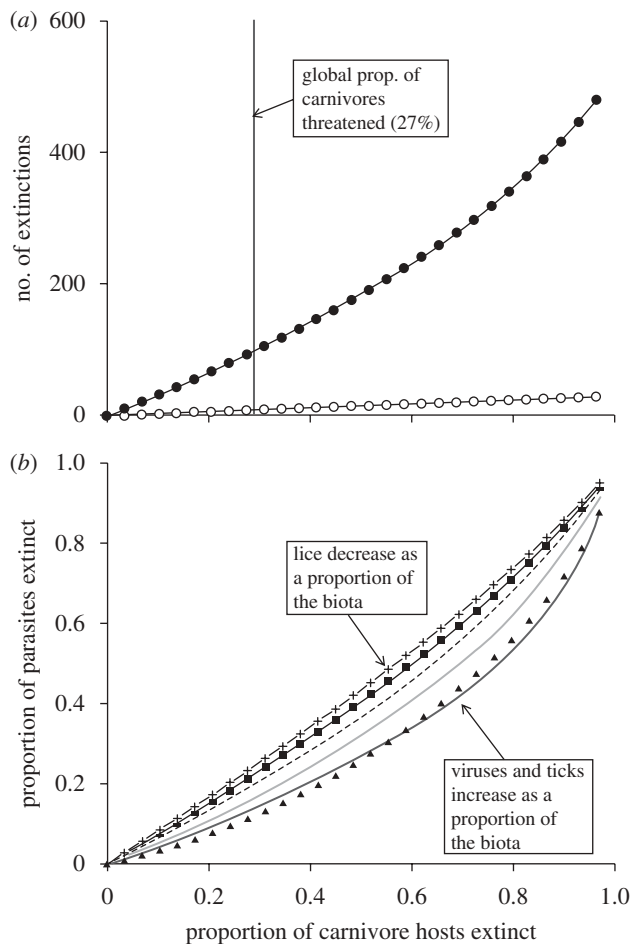 (a)
600
400
200
0
no. of extinctions
global prop. of
carnivores
threatened (27%)
(b)
1.0
0.8
0.6
0.4
0.2
0
proportion of parasites extinct
lice decrease as
a proportion of
the biota
viruses and ticks
increase as a
proportion of
the biota
0 0.2 0.4 0.6 0.8 1.0
proportion of carnivore hosts extinct